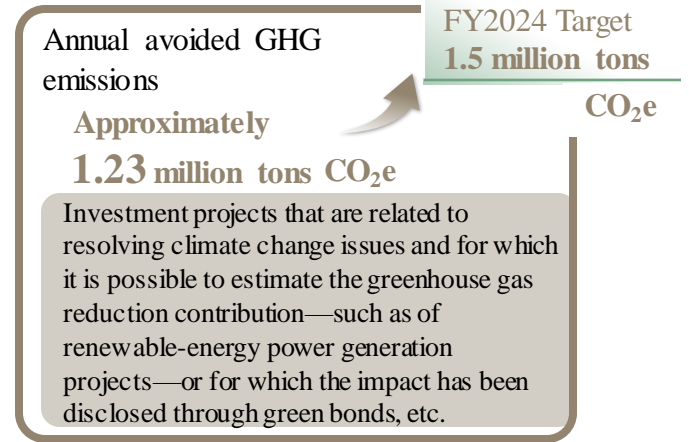 Annual avoided GHG
emissions
FY2024 Target
1.5 million tons
CO₂e
Approximately
1.23 million tons CO₂e
Investment projects that are related to
resolving climate change issues and for which
it is possible to estimate the greenhouse gas
reduction contribution—such as of
renewable-energy power generation
projects—or for which the impact has been
disclosed through green bonds, etc.